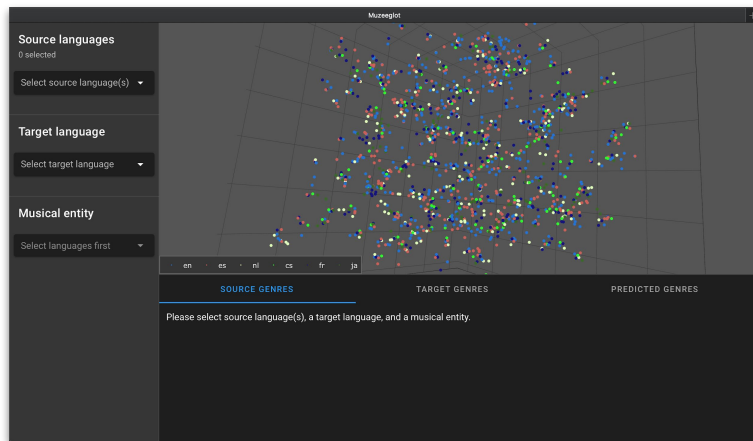 Muzeeglot
Source languages
0 selected
Select source language(s)
Target language
Select target language
Musical entity
Select languages first
en es nl cs fr ja
SOURCE GENRES TARGET GENRES PREDICTED GENRES
Please select source language(s), a target language, and a musical entity.